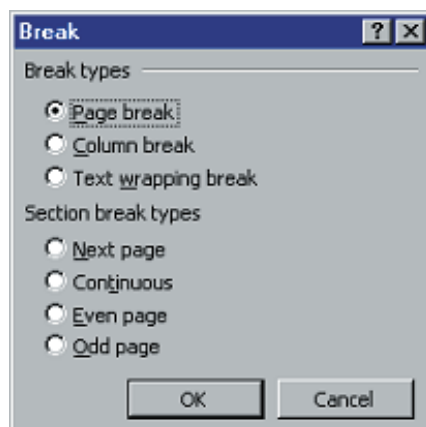 Break
Break types
Page break
Column break
Text wrapping break
Section break types
Next page
Continuous
Even page
Odd page
OK Cancel